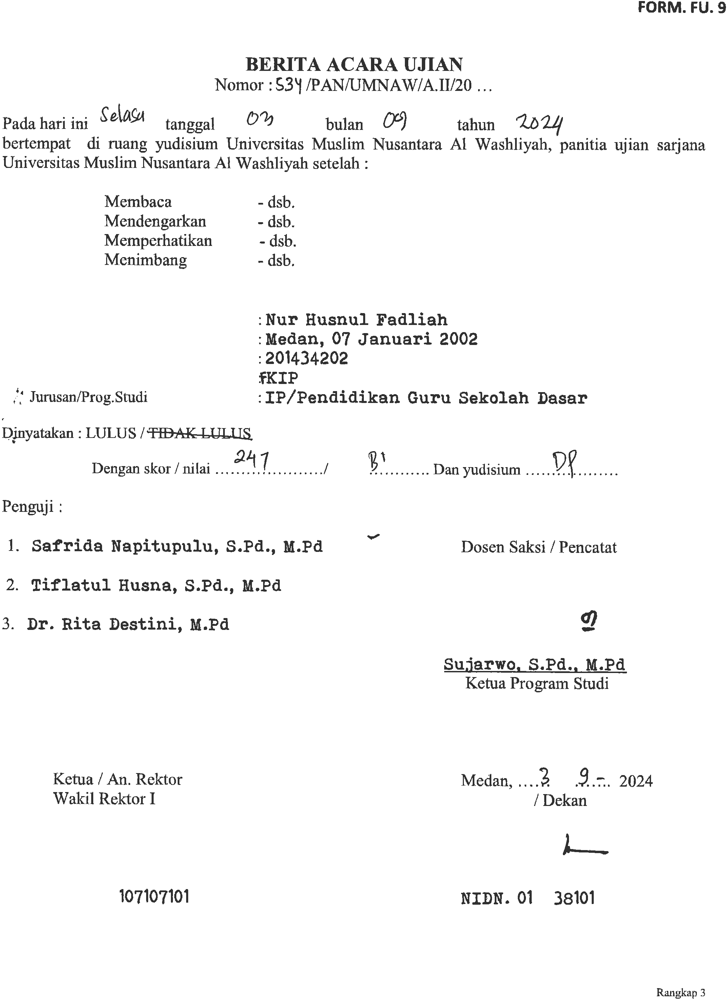 FORM. FU. 9
BERITA ACARA UJIAN
Nomor : 534 /PAN/UMNAW/A.II/20 ...
Pada hari ini Selasa tanggal 03 bulan 09 tahun 2024
bertempat di ruang yudisium Universitas Muslim Nusantara Al Washliyah, panitia ujian sarjana
Universitas Muslim Nusantara Al Washliyah setelah :
Membaca - dsb.
Mendengarkan - dsb.
Memperhatikan - dsb.
Menimbang - dsb.
: Nur Husnul Fadliah
: Medan, 07 Januari 2002
: 201434202
: fKIP
Jurusan/Prog.Studi : IP/Pendidikan Guru Sekolah Dasar
Dinyatakan : LULUS / TIDAK LULUS
Dengan skor / nilai ......247......../ B ............ Dan yudisium ......DP.........
Penguji :
1. Safrida Napitupulu, S.Pd., M.Pd Dosen Saksi / Pencatat
2. Tiflatul Husna, S.Pd., M.Pd
3. Dr. Rita Destini, M.Pd
Sujarwo, S.Pd., M.Pd
Ketua Program Studi
Ketua / An. Rektor Medan, ....3. .9.-.. 2024
Wakil Rektor I / Dekan
107107101 NIDN. 01 38101
Rangkap 3